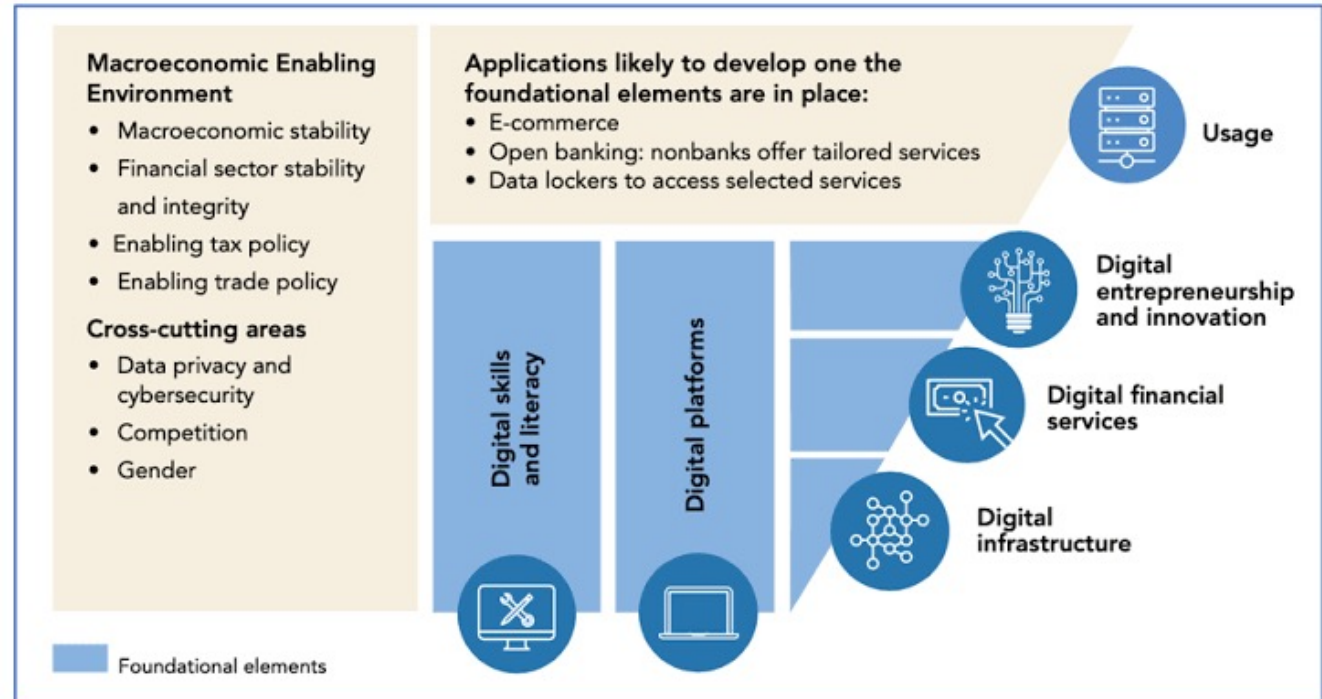 Macroeconomic Enabling
Environment
• Macroeconomic stability
• Financial sector stability
and integrity
• Enabling tax policy
• Enabling trade policy
Cross-cutting areas
• Data privacy and
cybersecurity
• Competition
• Gender
Applications likely to develop one the
foundational elements are in place:
• E-commerce
• Open banking: nonbanks offer tailored services
• Data lockers to access selected services
Usage
Digital skills
and literacy
Digital platforms
Digital
entrepreneurship
and innovation
Digital financial
services
Digital
infrastructure
Foundational elements